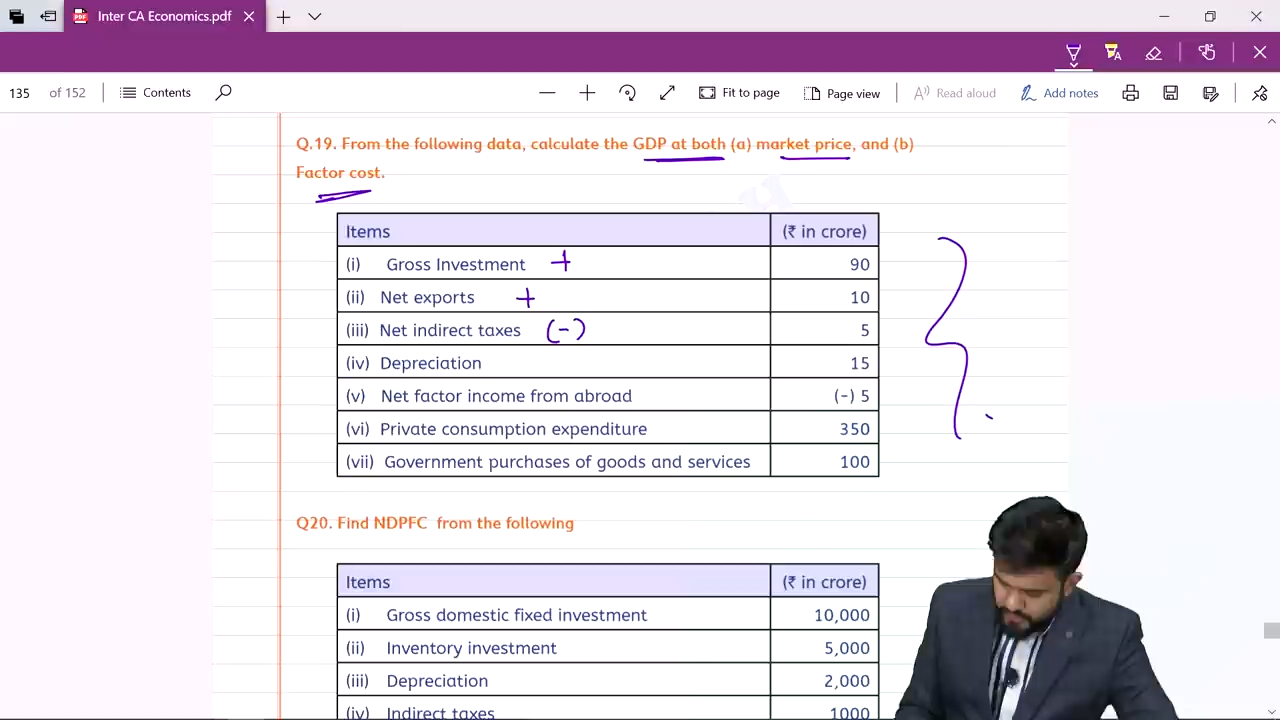 Inter CA Economics.pdf
135 of 152 Contents Fit to page Page view Read aloud Add notes
Q.19. From the following data, calculate the GDP at both (a) market price, and (b)
Factor cost.
Items (₹ in crore)
(i) Gross Investment + 90
(ii) Net exports + 10
(iii) Net indirect taxes (-) 5
(iv) Depreciation 15
(v) Net factor income from abroad (-) 5
(vi) Private consumption expenditure 350
(vii) Government purchases of goods and services 100
Q20. Find NDPFC from the following
Items (₹ in crore)
(i) Gross domestic fixed investment 10,000
(ii) Inventory investment 5,000
(iii) Depreciation 2,000
(iv) Indirect taxes 1000